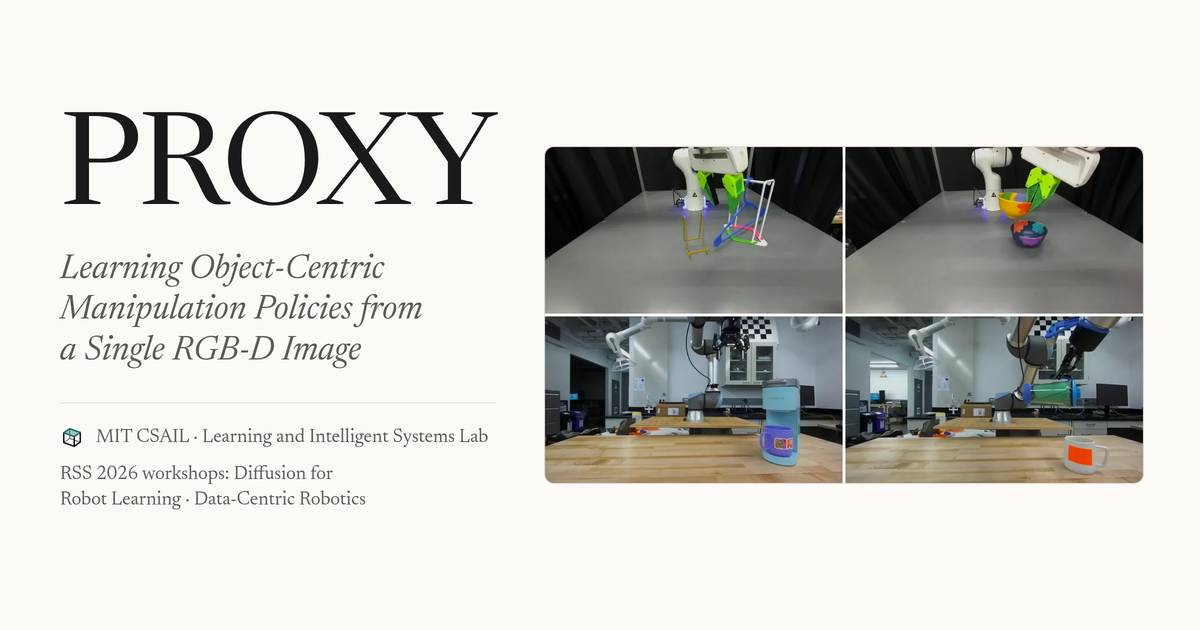 PROXY
Learning Object-Centric
Manipulation Policies from
a Single RGB-D Image
MIT CSAIL · Learning and Intelligent Systems Lab
RSS 2026 workshops: Diffusion for
Robot Learning · Data-Centric Robotics